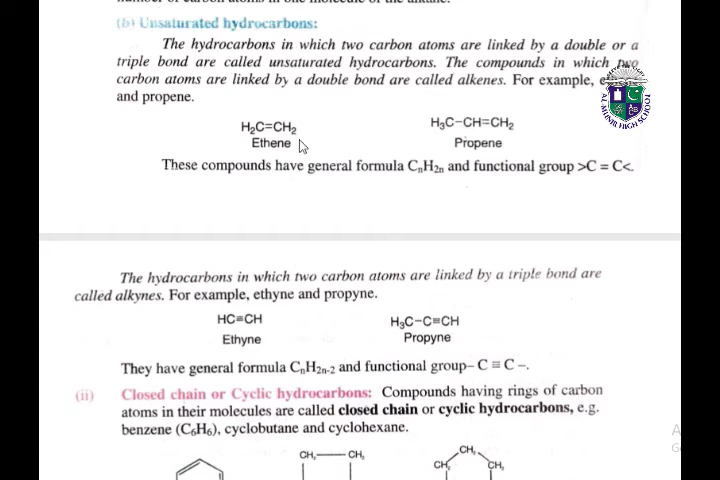 (b) Unsaturated hydrocarbons:
The hydrocarbons in which two carbon atoms are linked by a double or a
triple bond are called unsaturated hydrocarbons. The compounds in which two
carbon atoms are linked by a double bond are called alkenes. For example,
and propene.
AL MUNIR HIGH SCHOOL
H₂C=CH₂
H₃C−CH=CH₂
Ethene
Propene
These compounds have general formula CₙH₂ₙ and functional group >C = C<.
The hydrocarbons in which two carbon atoms are linked by a triple bond are
called alkynes. For example, ethyne and propyne.
HC≡CH
H₃C−C≡CH
Ethyne
Propyne
They have general formula CₙH₂ₙ₋₂ and functional group– C ≡ C –.
(ii) Closed chain or Cyclic hydrocarbons: Compounds having rings of carbon
atoms in their molecules are called closed chain or cyclic hydrocarbons, e.g.
benzene (C₆H₆), cyclobutane and cyclohexane.
CH₂ CH₂
CH₂
CH₂ CH₂